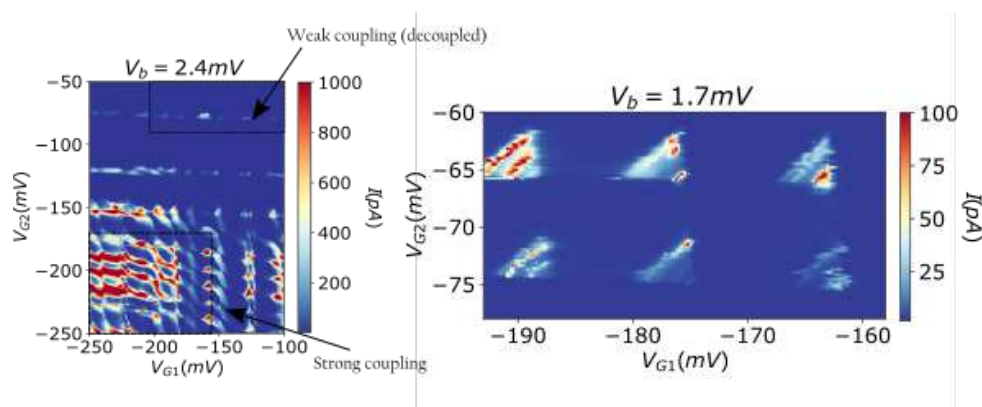 Weak coupling (decoupled)
V_b = 2.4mV
−50
−100
−150
−200
−250
V_G2(mV)
−250 −200 −150 −100
V_G1(mV)
1000
800
600
400
200
I(pA)
Strong coupling
V_b = 1.7mV
−60
−65
−70
−75
V_G2(mV)
−190 −180 −170 −160
V_G1(mV)
100
75
50
25
I(pA)